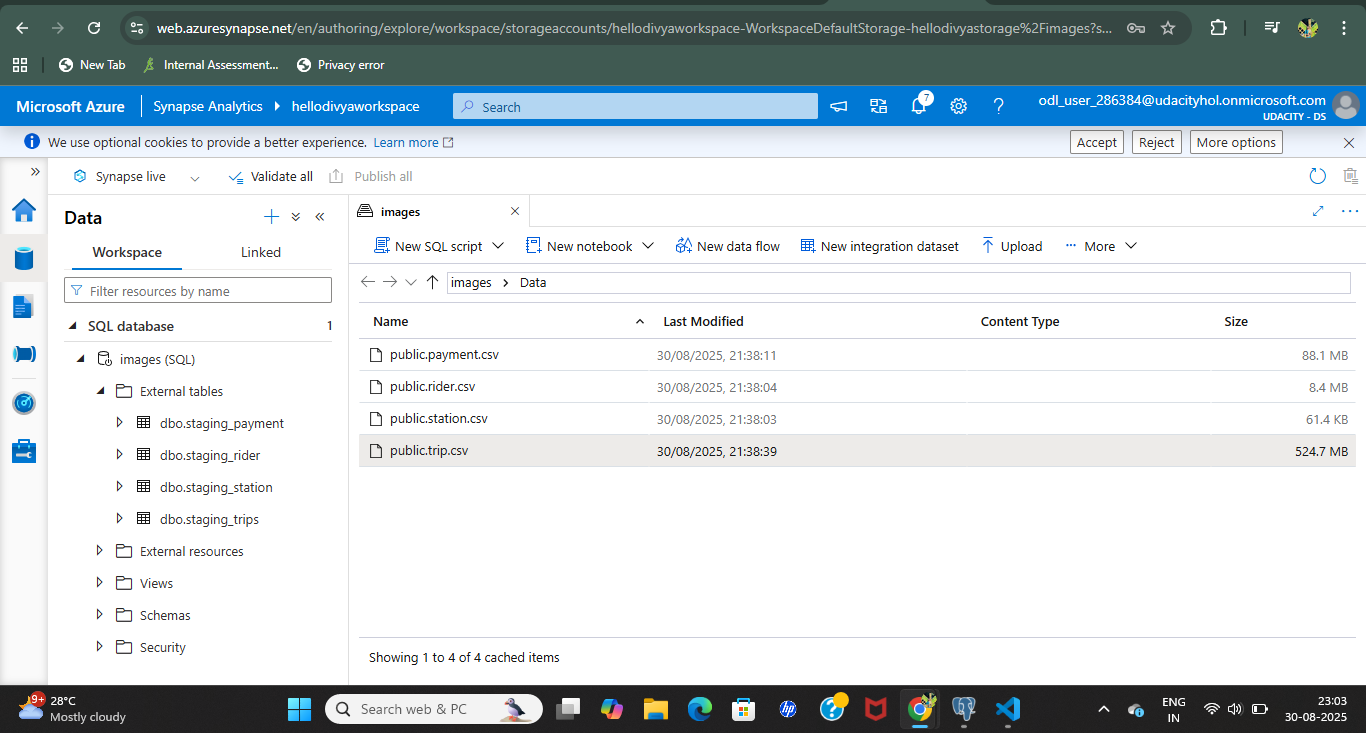 web.azuresynapse.net/en/authoring/explore/workspace/storageaccounts/hellodivyaworkspace-WorkspaceDefaultStorage-hellodivyastorage%2Fimages?s...
New Tab
Internal Assessment...
Privacy error
Microsoft Azure
Synapse Analytics
hellodivyaworkspace
Search
7
odl_user_286384@udacityhol.onmicrosoft.com
UDACITY - DS
We use optional cookies to provide a better experience. Learn more
Accept
Reject
More options
Synapse live
Validate all
Publish all
Data
Workspace
Linked
Filter resources by name
SQL database 1
images (SQL)
External tables
dbo.staging_payment
dbo.staging_rider
dbo.staging_station
dbo.staging_trips
External resources
Views
Schemas
Security
images
New SQL script
New notebook
New data flow
New integration dataset
Upload
More
images > Data
Name Last Modified Content Type Size
public.payment.csv 30/08/2025, 21:38:11 88.1 MB
public.rider.csv 30/08/2025, 21:38:04 8.4 MB
public.station.csv 30/08/2025, 21:38:03 61.4 KB
public.trip.csv 30/08/2025, 21:38:39 524.7 MB
Showing 1 to 4 of 4 cached items
9+
28°C
Mostly cloudy
Search web & PC
hp
ENG
IN
23:03
30-08-2025